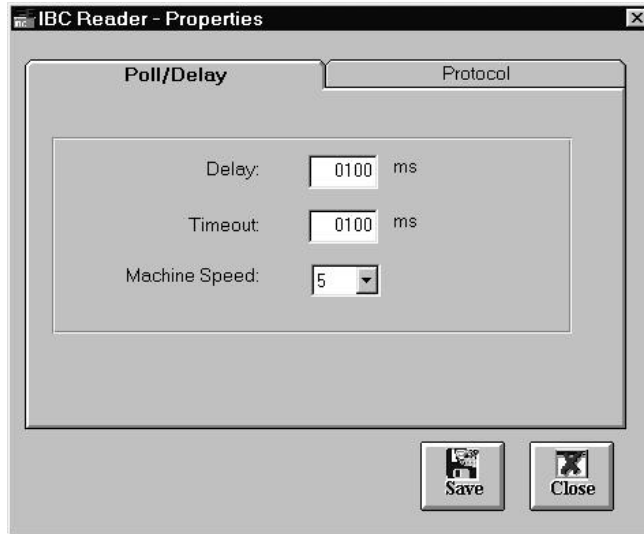 IBC Reader - Properties
Poll/Delay Protocol
Delay: 0100 ms
Timeout: 0100 ms
Machine Speed: 5
Save Close